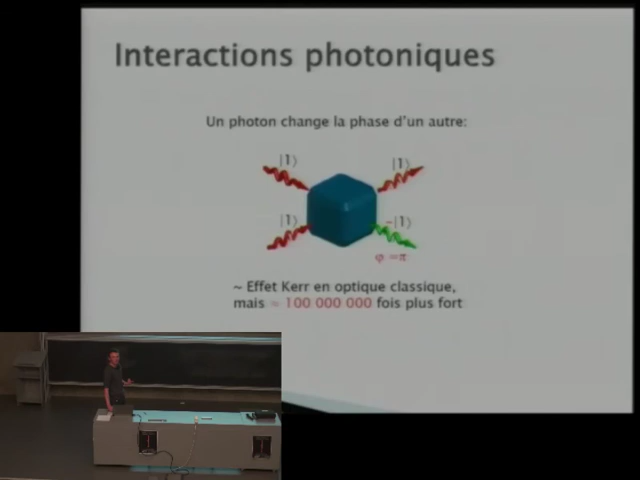 Interactions photoniques
Un photon change la phase d'un autre:
|1⟩ |1⟩
|1⟩ -|1⟩
φ =π
~ Effet Kerr en optique classique,
mais ≈ 100 000 000 fois plus fort